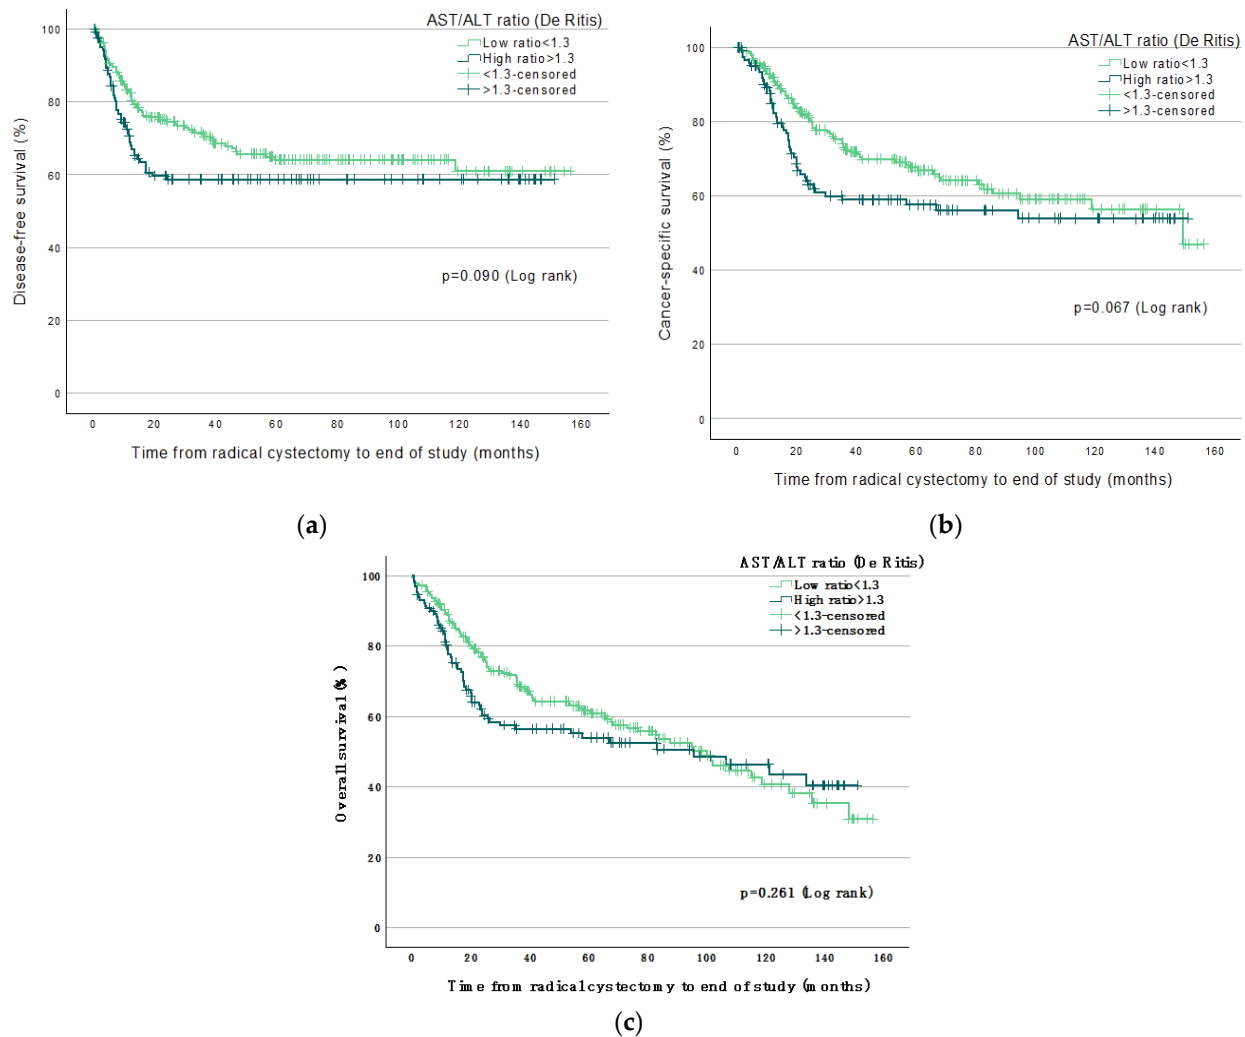 AST/ALT ratio (De Ritis)
Low ratio<1.3
High ratio>1.3
<1.3-censored
>1.3-censored
100
80
60
40
20
0
Disease-free survival (%)
p=0.090 (Log rank)
0 20 40 60 80 100 120 140 160
Time from radical cystectomy to end of study (months)
(a)
AST/ALT ratio (De Ritis)
Low ratio<1.3
High ratio>1.3
<1.3-censored
>1.3-censored
100
80
60
40
20
0
Cancer-specific survival (%)
p=0.067 (Log rank)
0 20 40 60 80 100 120 140 160
Time from radical cystectomy to end of study (months)
(b)
AST/ALT ratio (De Ritis)
Low ratio<1.3
High ratio>1.3
<1.3-censored
>1.3-censored
100
80
60
40
20
0
Overall survival (%)
p=0.261 (Log rank)
0 20 40 60 80 100 120 140 160
Time from radical cystectomy to end of study (months)
(c)